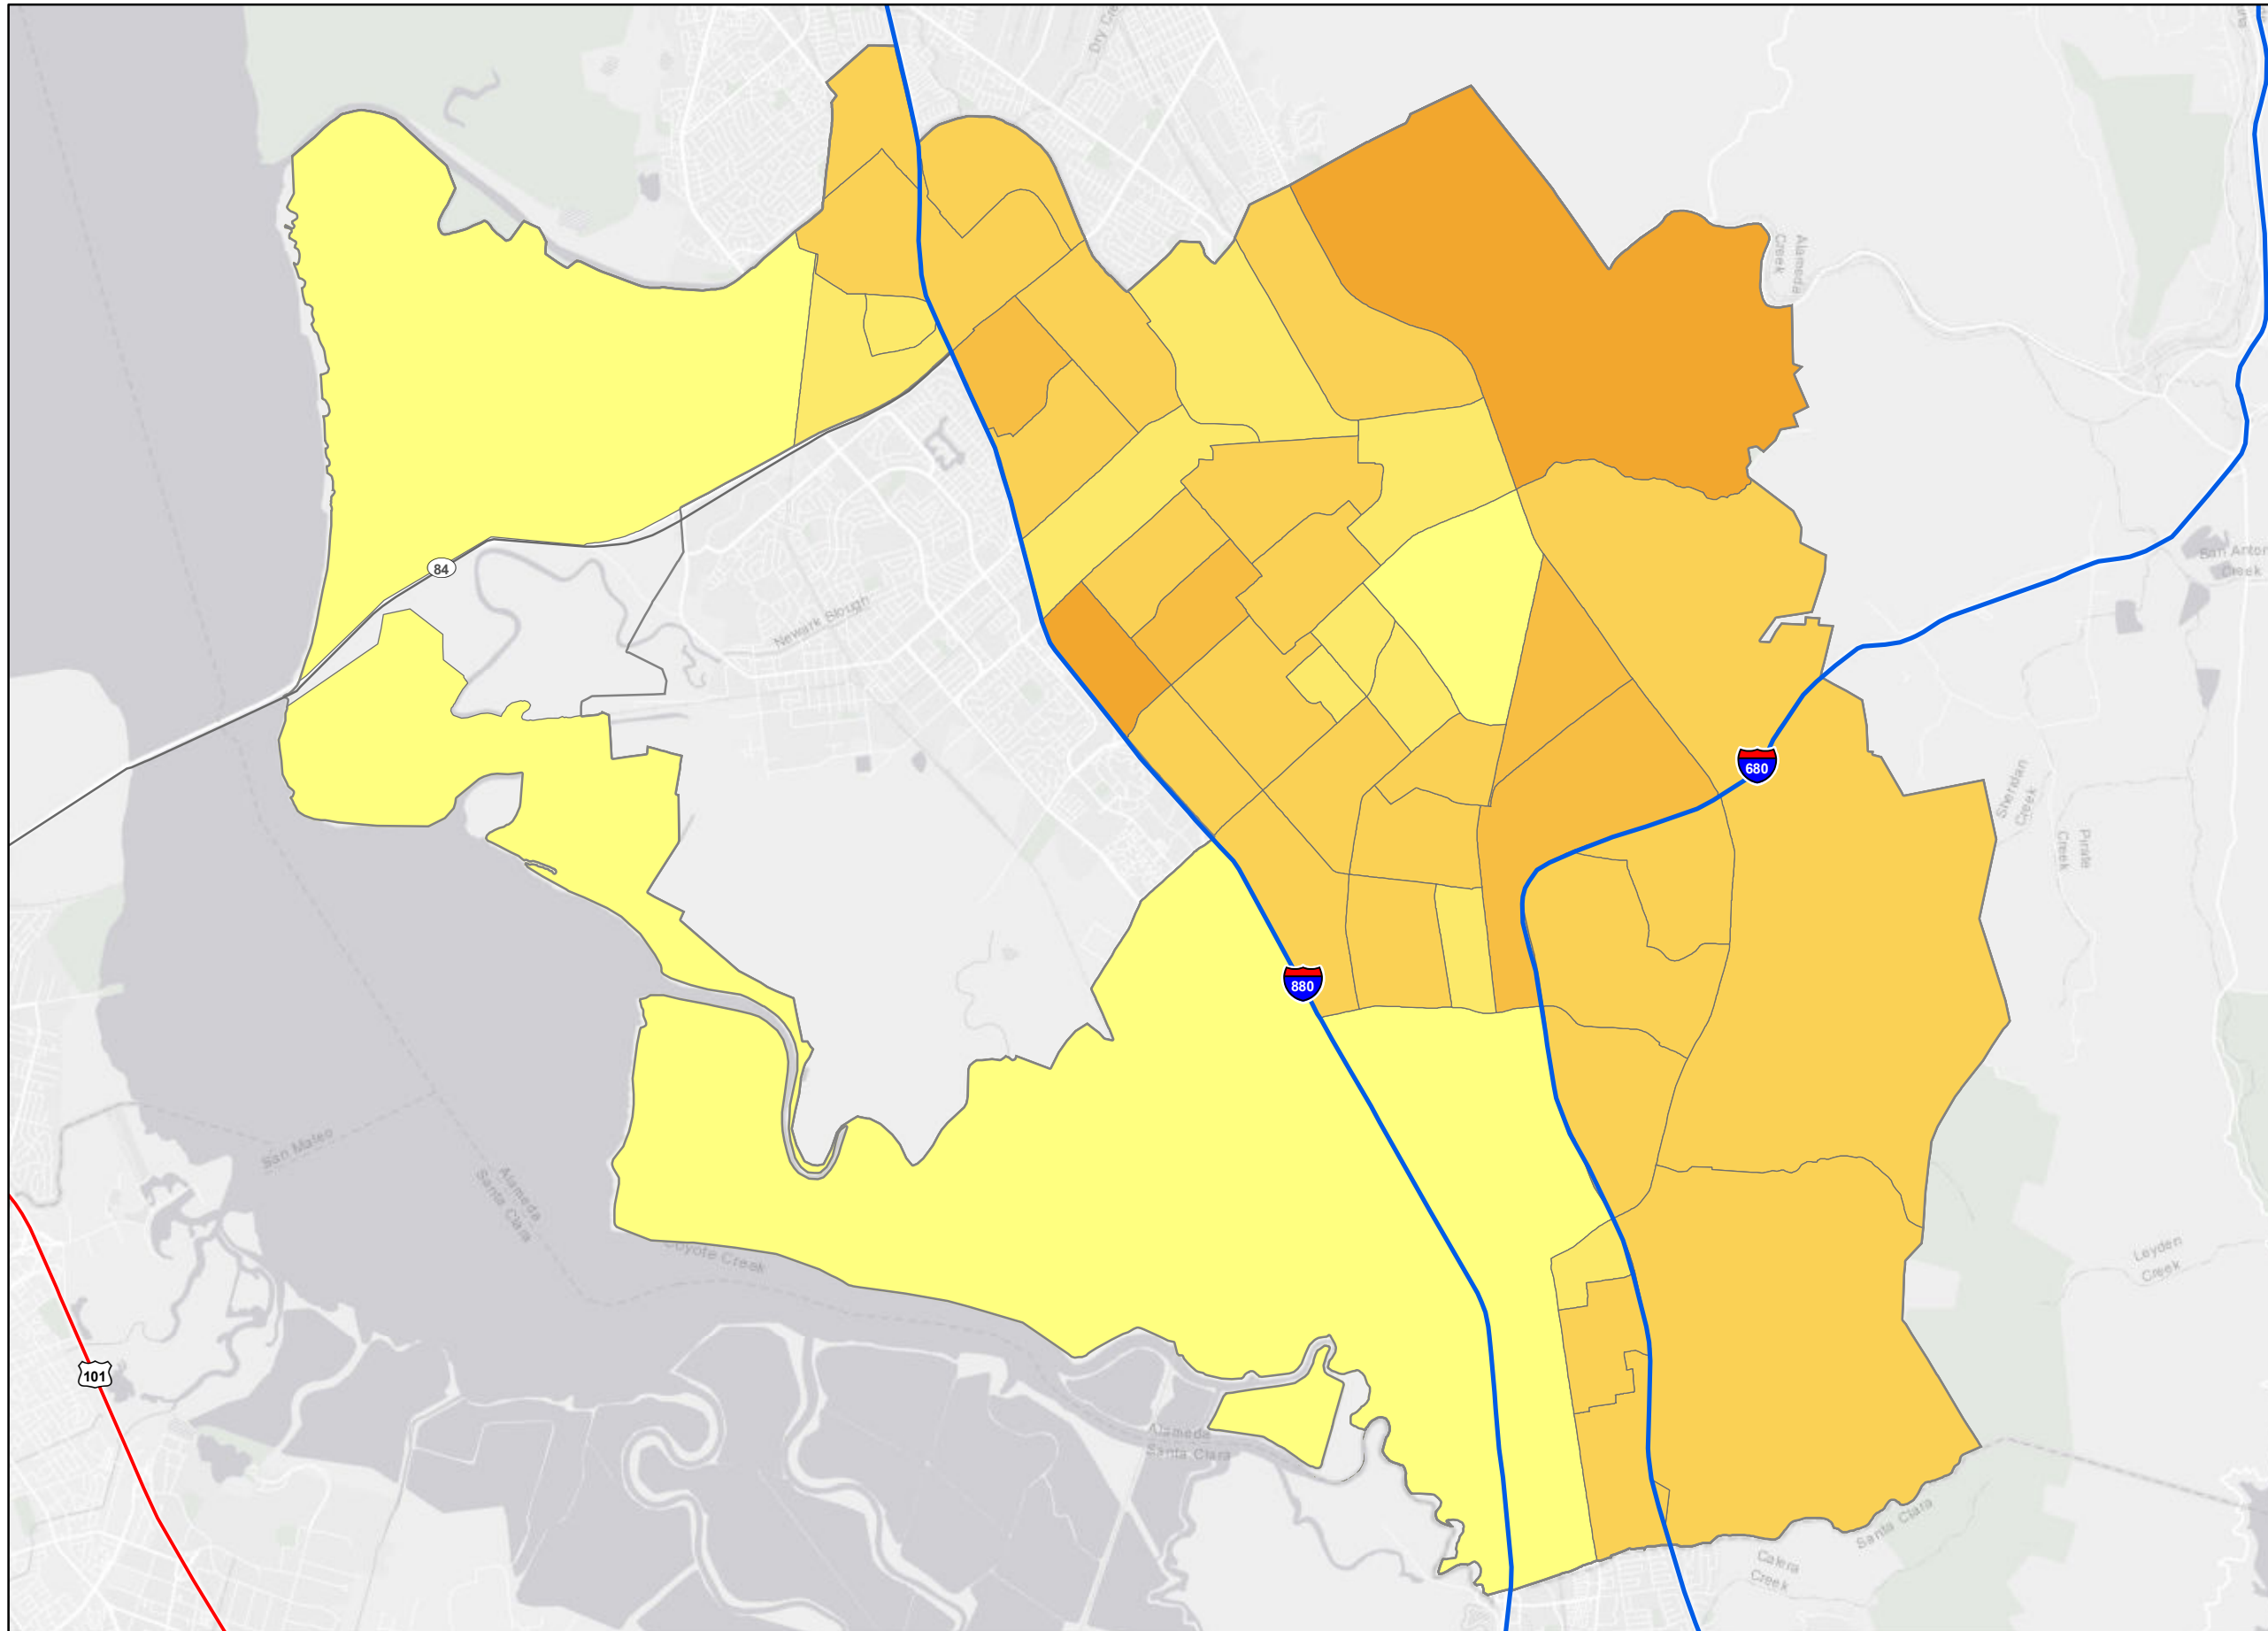 Dry Cre
Alameda
Creek
84
San Anton
Creek
Newark Slough
680
Sheridan
Creek
Pirate
Creek
880
San Mateo
Alameda
Santa Clara
Coyote Creek
Leyden
Creek
101
Alameda
Santa Clara
Santa Clara
Calera
Creek